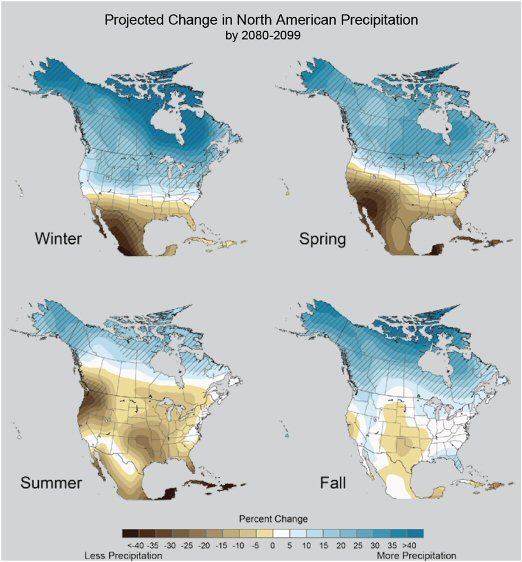 Projected Change in North American Precipitation
by 2080-2099
Winter
Spring
Summer
Fall
Percent Change
<-40 -35 -30 -25 -20 -15 -10 -5 0 5 10 15 20 25 30 35 >40
Less Precipitation More Precipitation